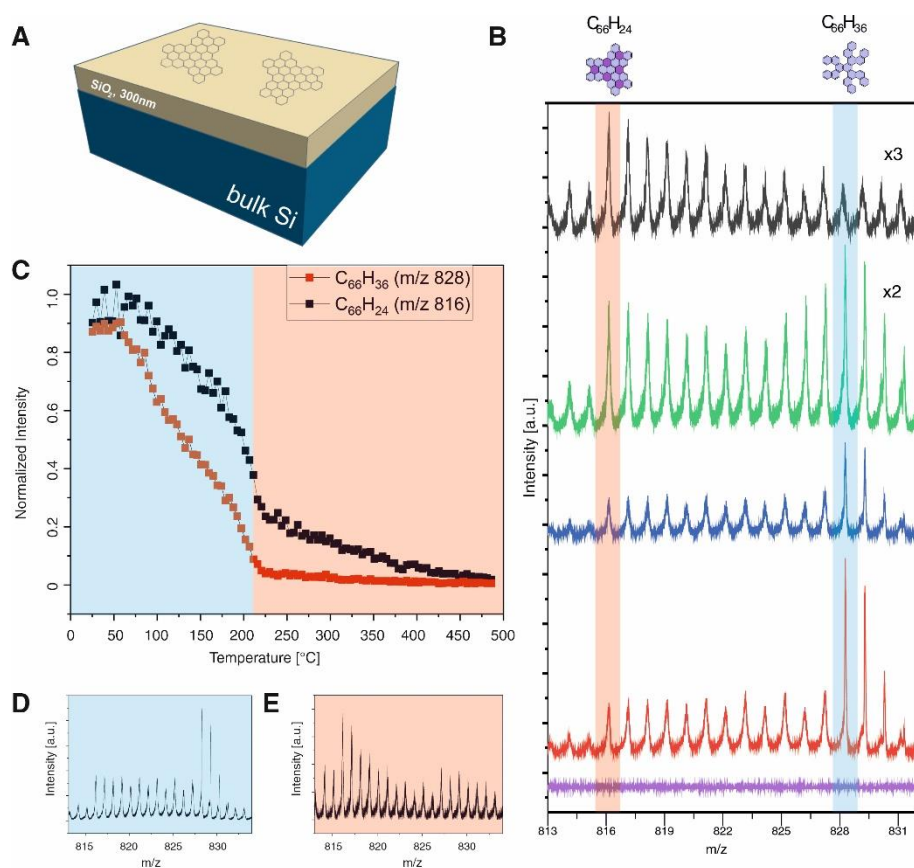 A
SiO₂, 300nm
bulk Si
B
C₆₆H₂₄
C₆₆H₃₆
x3
x2
Intensity [a.u.]
813 816 819 822 825 828 831
m/z
C
C₆₆H₃₆ (m/z 828)
C₆₆H₂₄ (m/z 816)
Normalized Intensity
1.0
0.8
0.6
0.4
0.2
0
0 50 100 150 200 250 300 350 400 450 500
Temperature [°C]
D
Intensity [a.u.]
815 820 825 830
m/z
E
Intensity [a.u.]
815 820 825 830
m/z